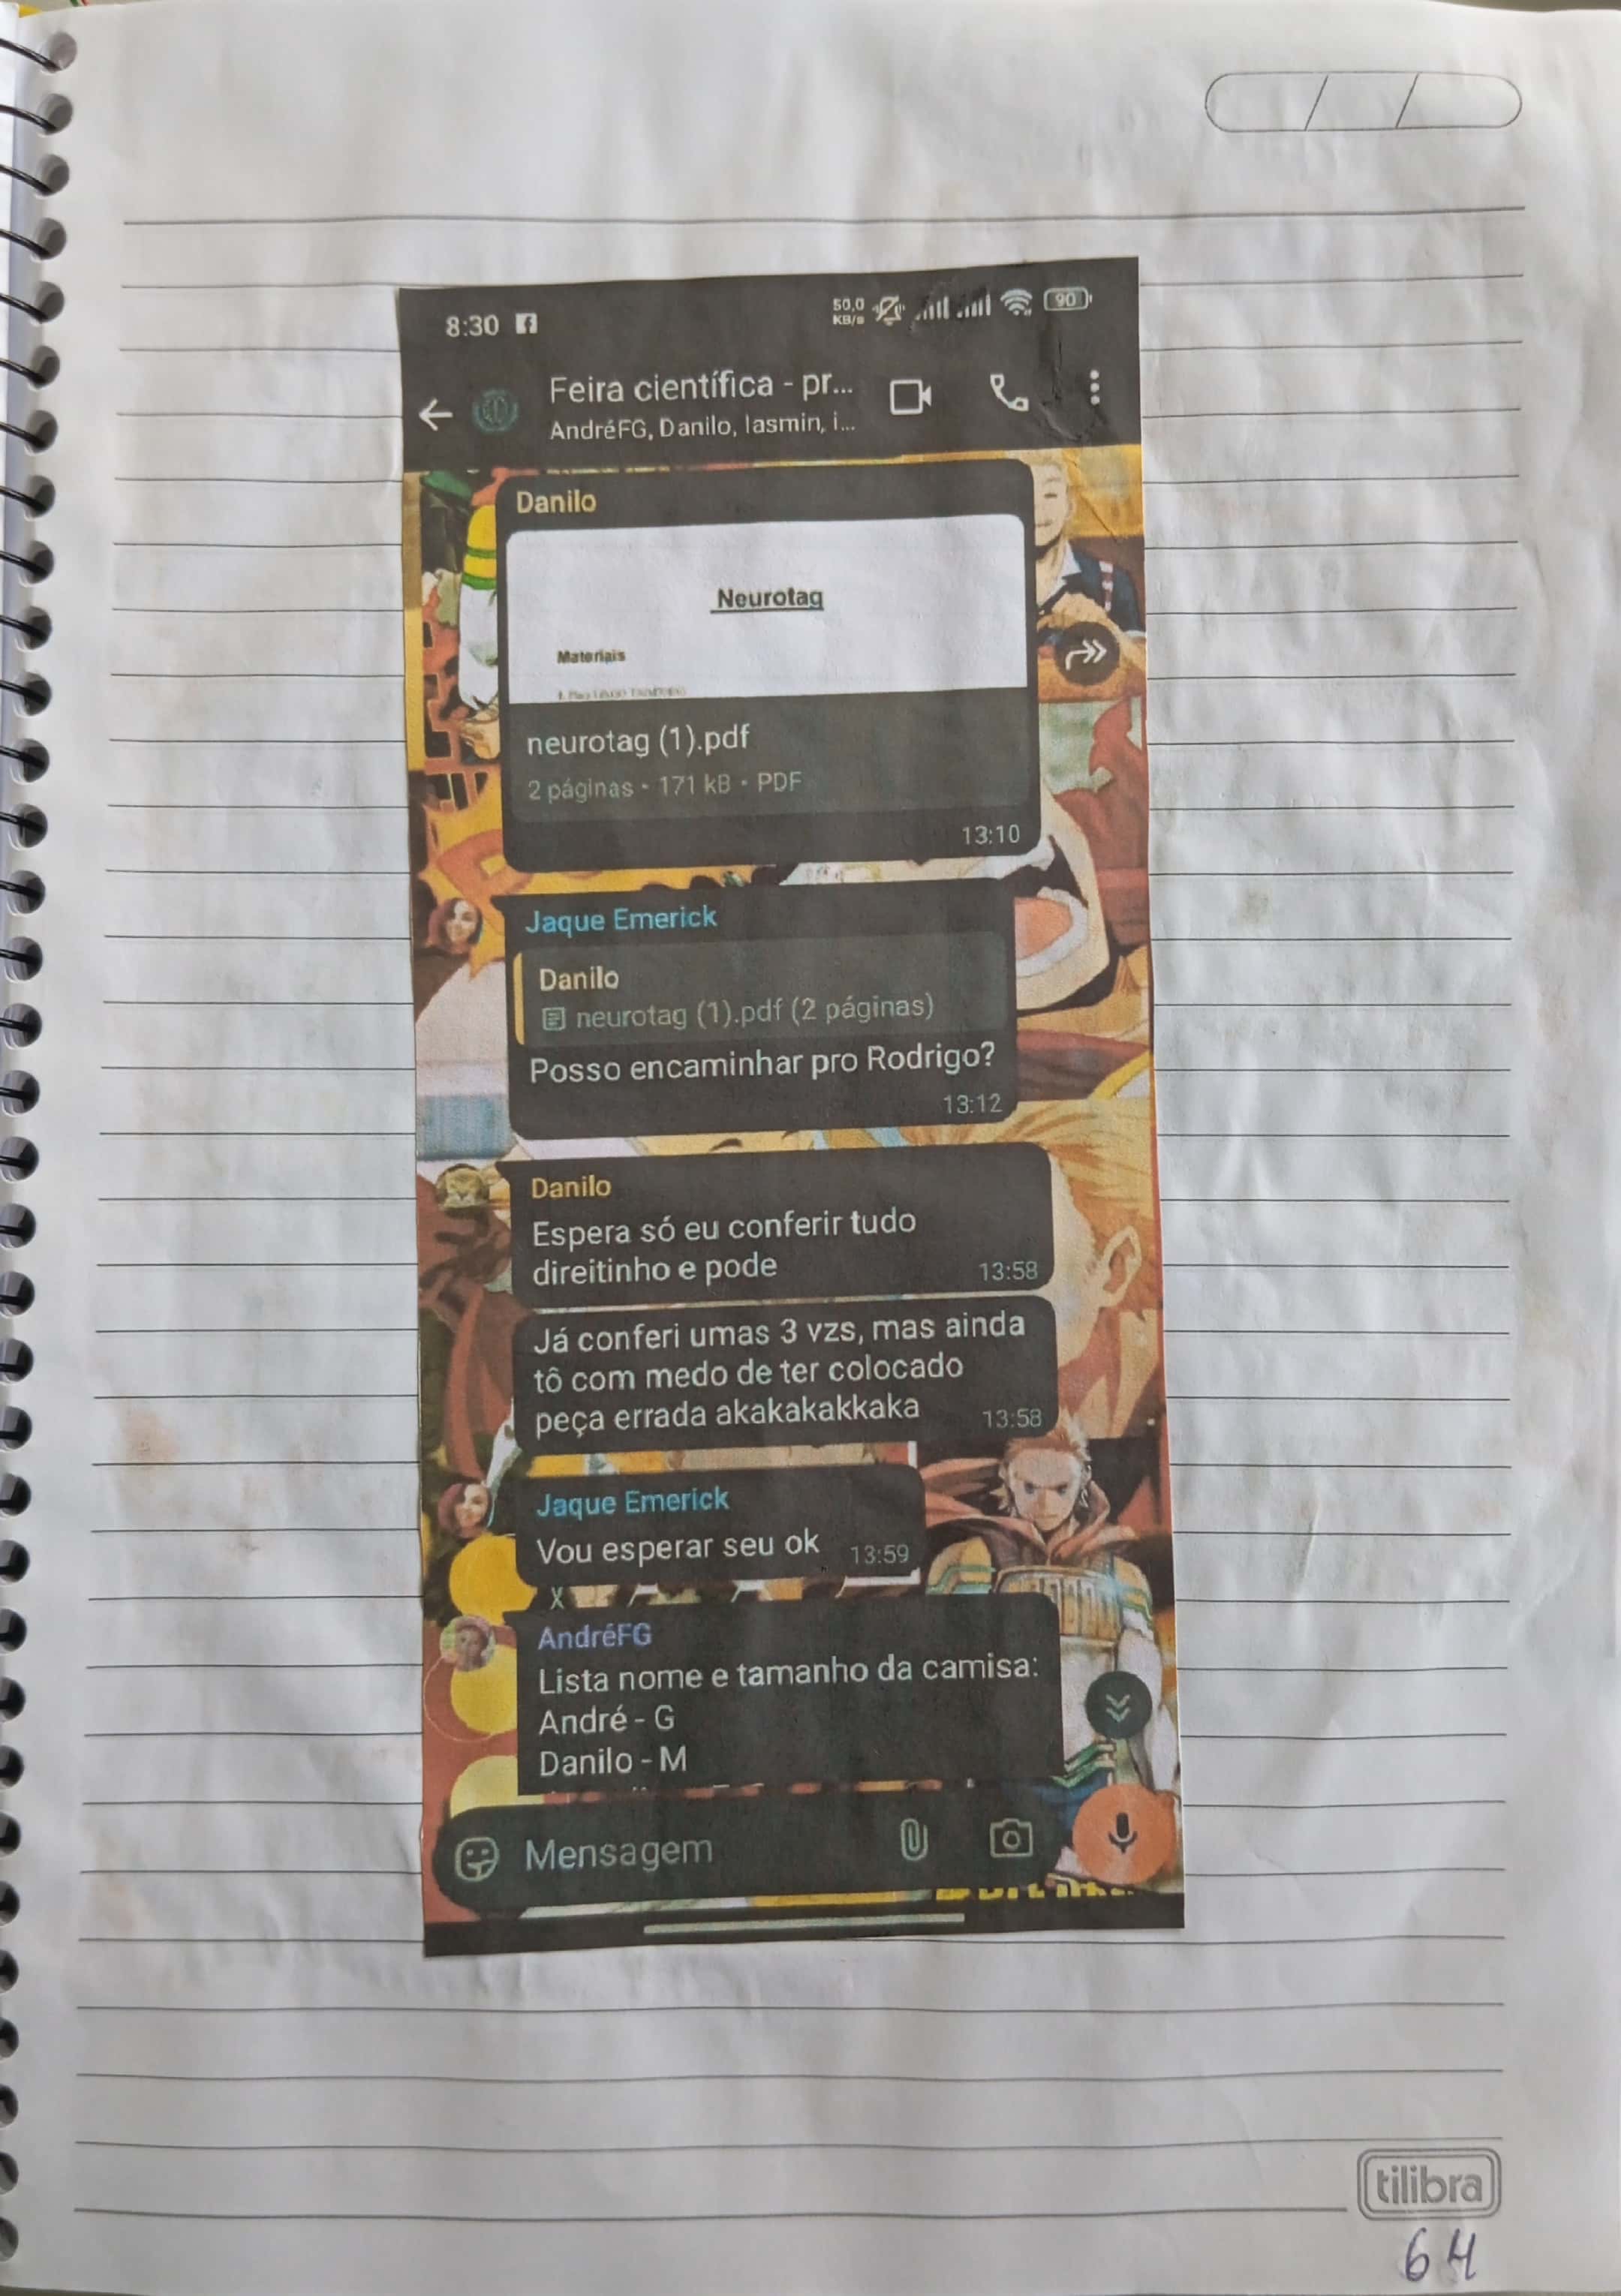 8:30
50,0
KB/s
90
Feira científica - pr...
AndréFG, Danilo, Iasmin, i...
Danilo
Neurotag
Materiais
neurotag (1).pdf
2 páginas • 171 kB • PDF
13:10
Jaque Emerick
Danilo
neurotag (1).pdf (2 páginas)
Posso encaminhar pro Rodrigo?
13:12
Danilo
Espera só eu conferir tudo
direitinho e pode
13:58
Já conferi umas 3 vzs, mas ainda
tô com medo de ter colocado
peça errada akakakakkaka
13:58
Jaque Emerick
Vou esperar seu ok
13:59
AndréFG
Lista nome e tamanho da camisa:
André - G
Danilo - M
Mensagem
tilibra
64